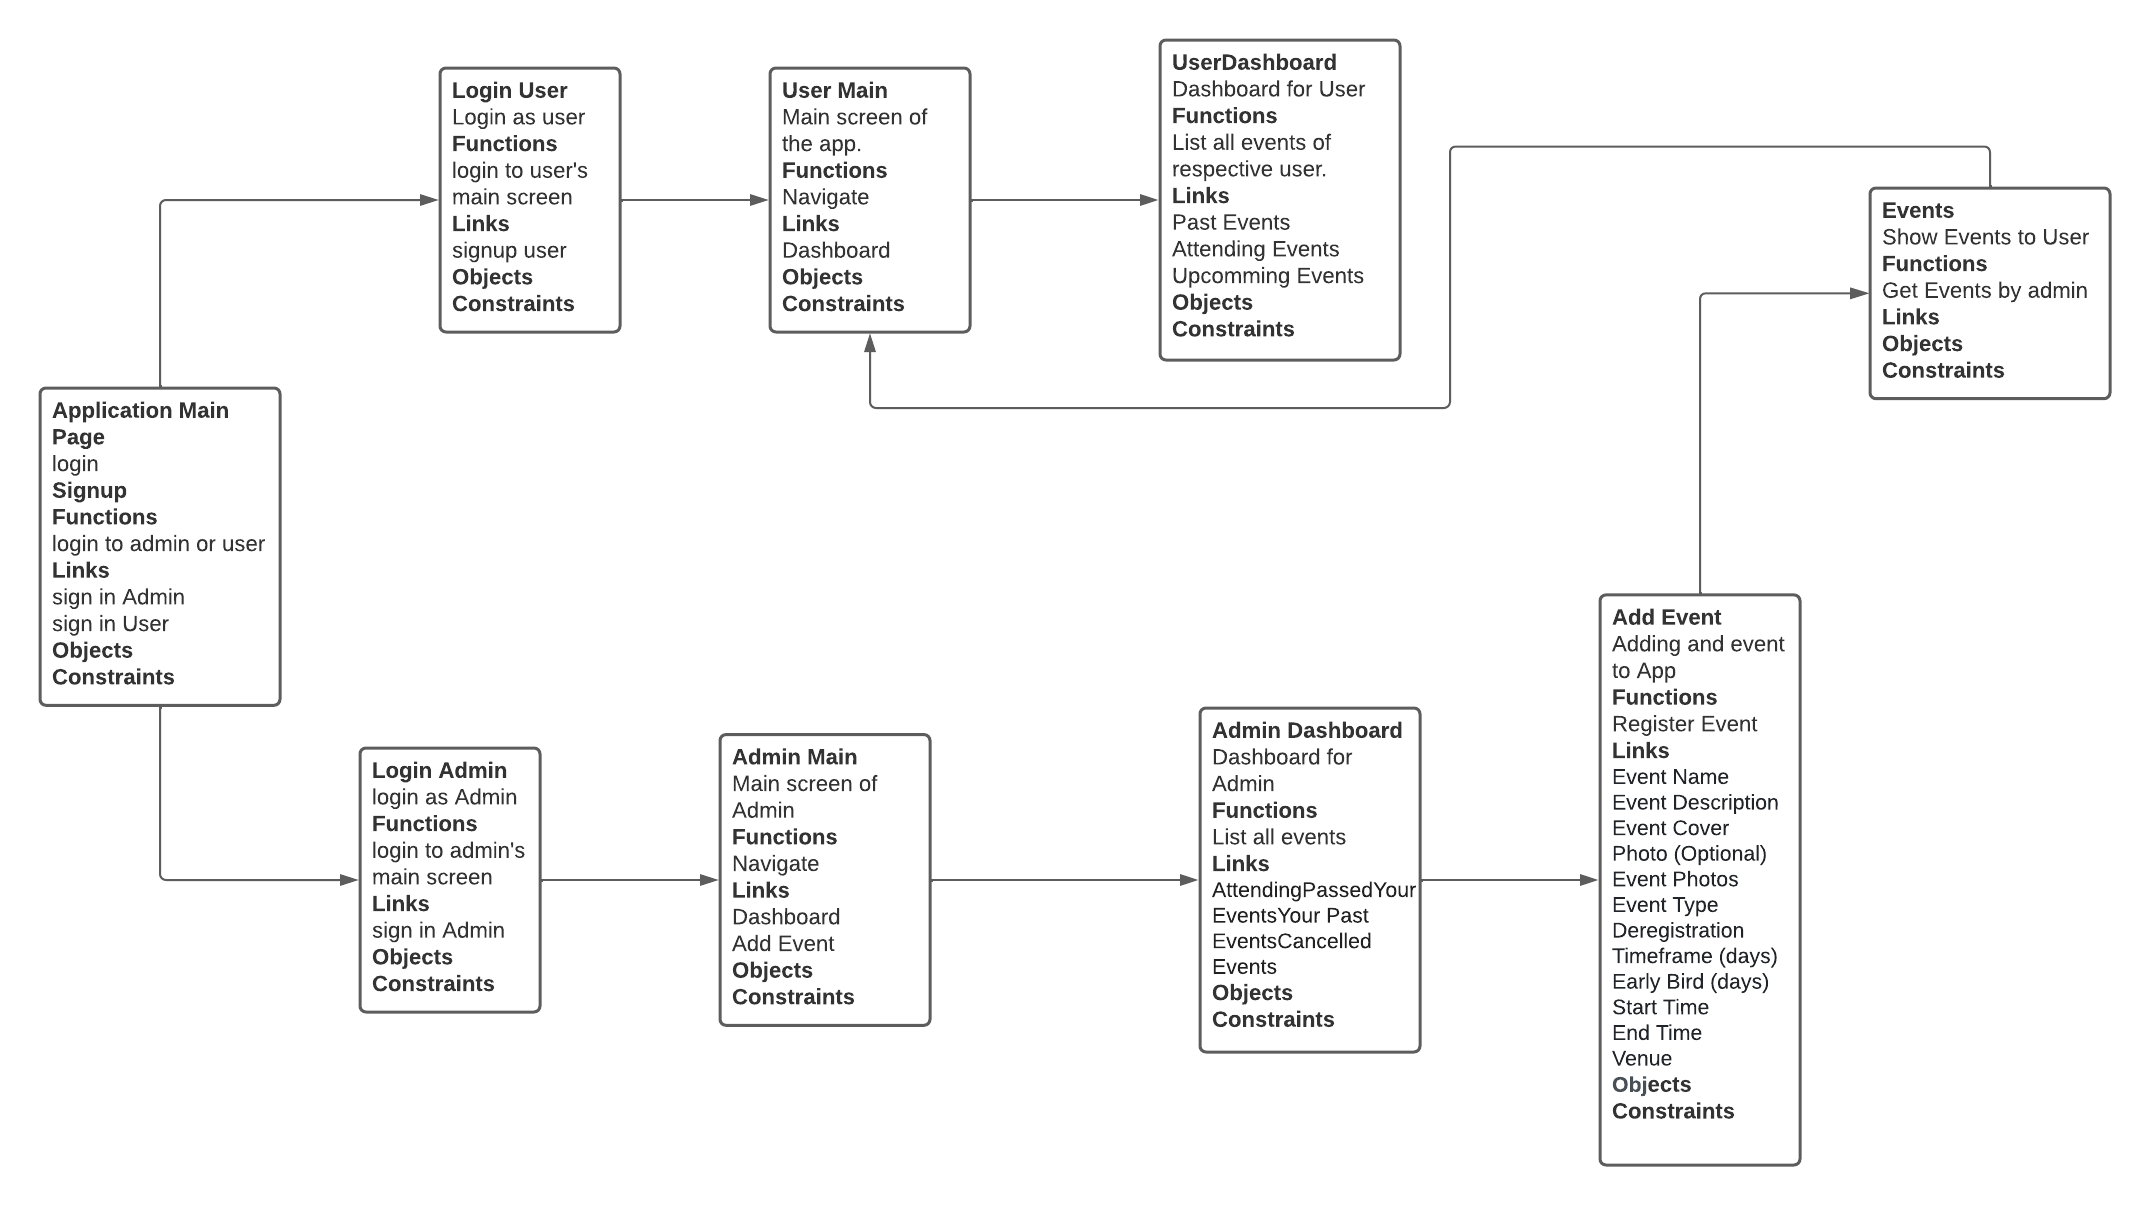 Login User
Login as user
Functions
login to user's
main screen
Links
signup user
Objects
Constraints
User Main
Main screen of
the app.
Functions
Navigate
Links
Dashboard
Objects
Constraints
UserDashboard
Dashboard for User
Functions
List all events of
respective user.
Links
Past Events
Attending Events
Upcomming Events
Objects
Constraints
Events
Show Events to User
Functions
Get Events by admin
Links
Objects
Constraints
Application Main
Page
login
Signup
Functions
login to admin or user
Links
sign in Admin
sign in User
Objects
Constraints
Login Admin
login as Admin
Functions
login to admin's
main screen
Links
sign in Admin
Objects
Constraints
Admin Main
Main screen of
Admin
Functions
Navigate
Links
Dashboard
Add Event
Objects
Constraints
Admin Dashboard
Dashboard for
Admin
Functions
List all events
Links
AttendingPassedYour
EventsYour Past
EventsCancelled
Events
Objects
Constraints
Add Event
Adding and event
to App
Functions
Register Event
Links
Event Name
Event Description
Event Cover
Photo (Optional)
Event Photos
Event Type
Deregistration
Timeframe (days)
Early Bird (days)
Start Time
End Time
Venue
Objects
Constraints